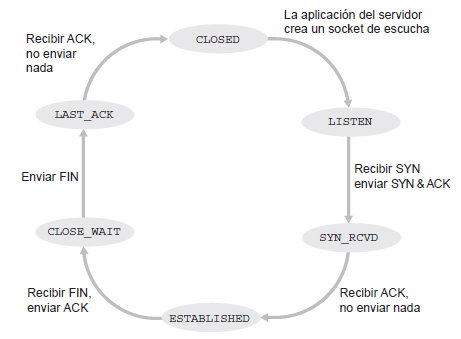 La aplicación del servidor
crea un socket de escucha
Recibir ACK,
no enviar
nada
CLOSED
LAST_ACK
LISTEN
Enviar FIN
Recibir SYN
enviar SYN & ACK
CLOSE_WAIT
SYN_RCVD
Recibir FIN,
enviar ACK
Recibir ACK,
no enviar nada
ESTABLISHED